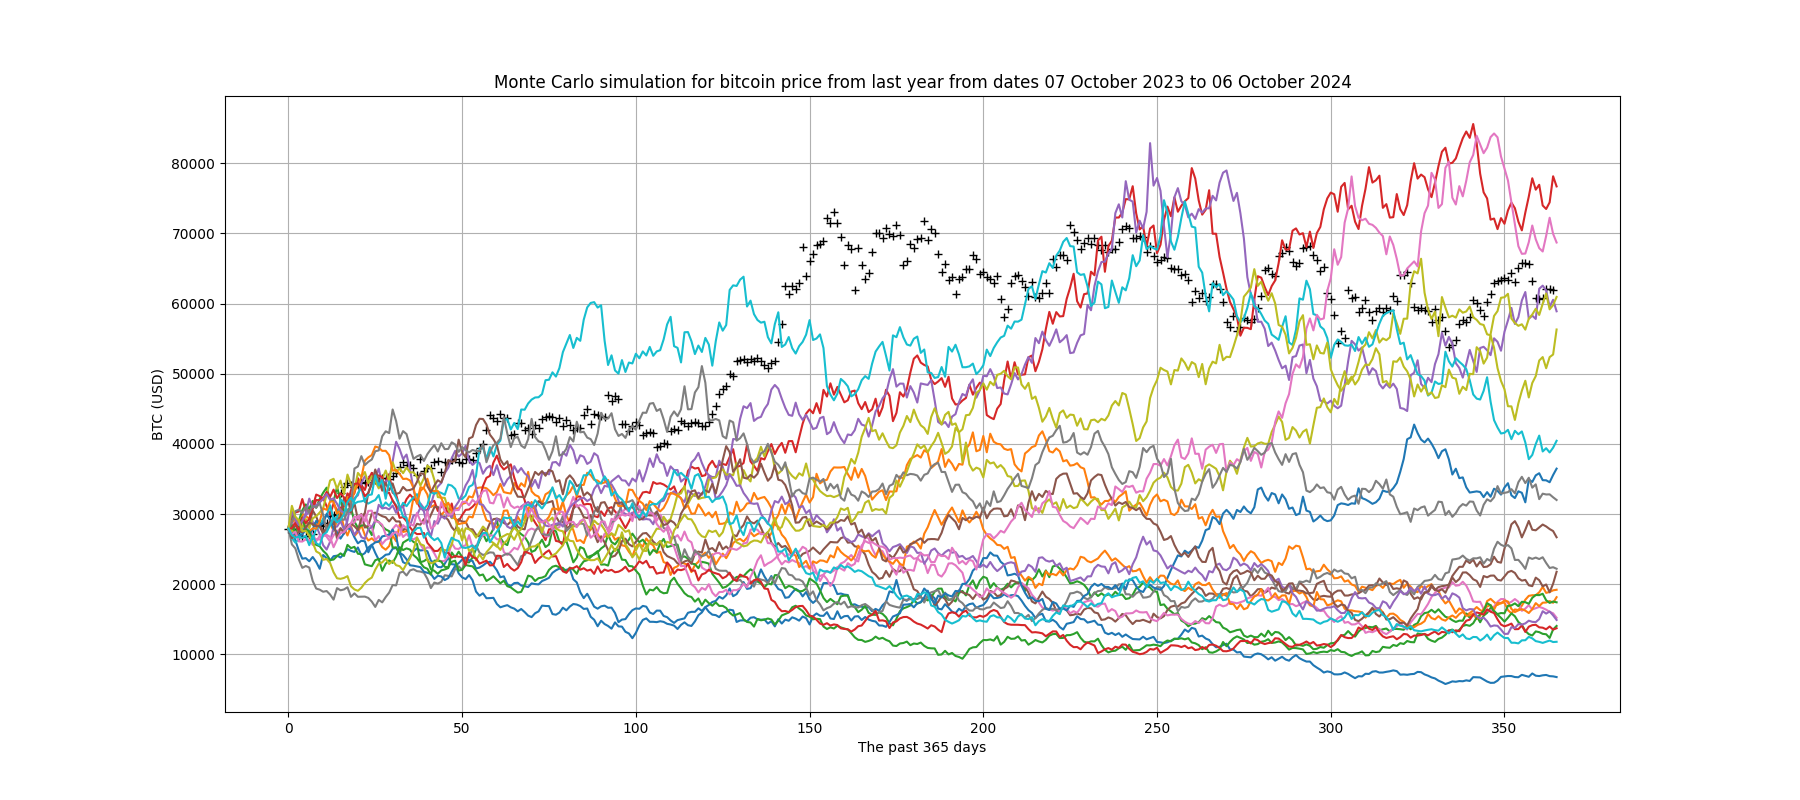 Monte Carlo simulation for bitcoin price from last year from dates 07 October 2023 to 06 October 2024
BTC (USD)
80000
70000
60000
50000
40000
30000
20000
10000
0 50 100 150 200 250 300 350
The past 365 days